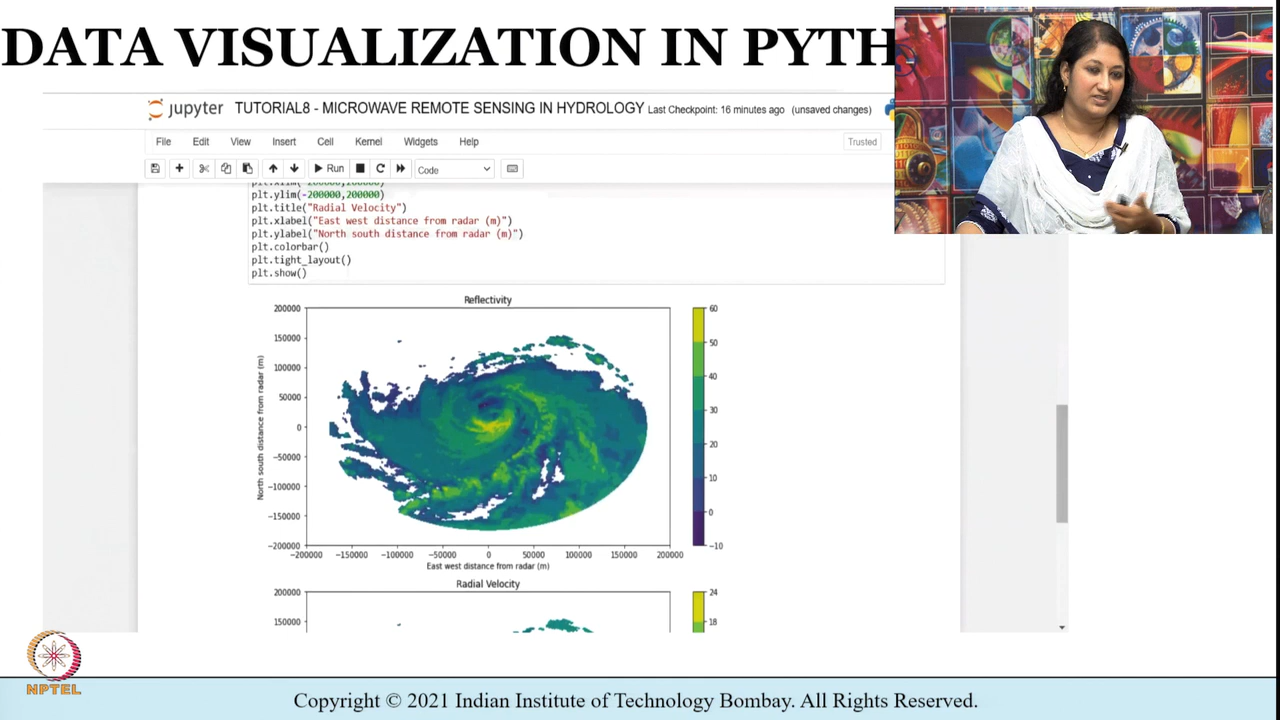 DATA VISUALIZATION IN PYTH
jupyter TUTORIAL8 - MICROWAVE REMOTE SENSING IN HYDROLOGY Last Checkpoint: 16 minutes ago (unsaved changes)
File Edit View Insert Cell Kernel Widgets Help
Trusted
Run
Code
plt.xlim(-200000,200000)
plt.ylim(-200000,200000)
plt.title("Radial Velocity")
plt.xlabel("East west distance from radar (m)")
plt.ylabel("North south distance from radar (m)")
plt.colorbar()
plt.tight_layout()
plt.show()
Reflectivity
North south distance from radar (m)
200000
150000
100000
50000
0
−50000
−100000
−150000
−200000
−200000 −150000 −100000 −50000 0 50000 100000 150000 200000
East west distance from radar (m)
60
50
40
30
20
10
0
−10
Radial Velocity
200000
150000
24
18
NPTEL
Copyright © 2021 Indian Institute of Technology Bombay. All Rights Reserved.